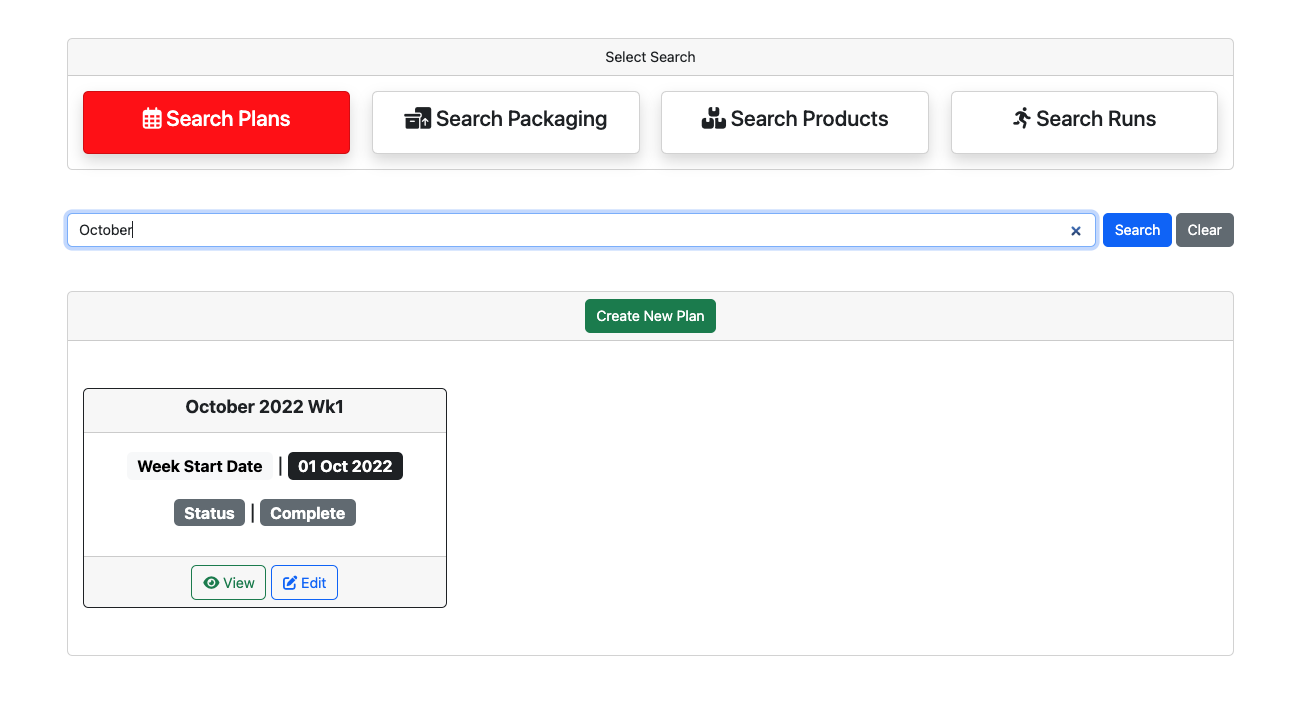 Select Search
Search Plans
Search Packaging
Search Products
Search Runs
October
Search
Clear
Create New Plan
October 2022 Wk1
Week Start Date | 01 Oct 2022
Status | Complete
View
Edit